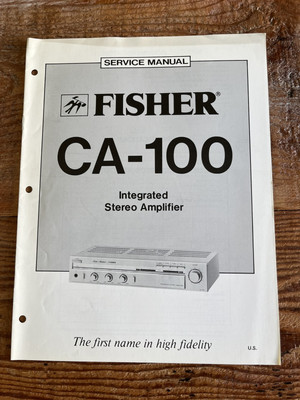 SERVICE MANUAL
FISHER®
CA-100
Integrated
Stereo Amplifier
The first name in high fidelity
U.S.